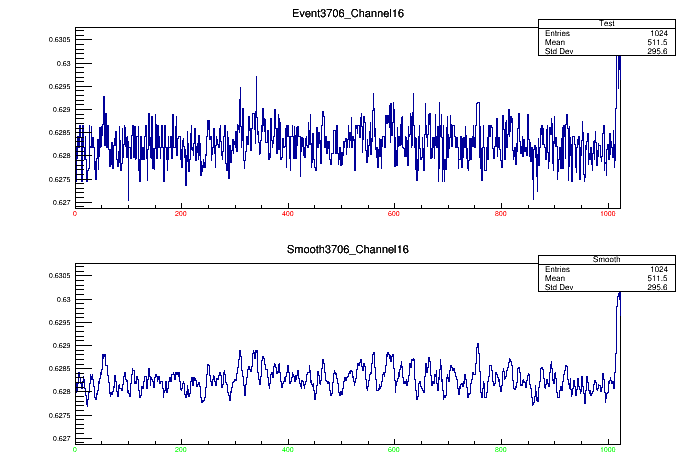 Event3706_Channel16
Test
Entries 1024
Mean 511.5
Std Dev 295.6
0.6305
0.63
0.6295
0.629
0.6285
0.628
0.6275
0.627
0 200 400 600 800 1000
Smooth3706_Channel16
Smooth
Entries 1024
Mean 511.5
Std Dev 295.6
0.6305
0.63
0.6295
0.629
0.6285
0.628
0.6275
0.627
0 200 400 600 800 1000